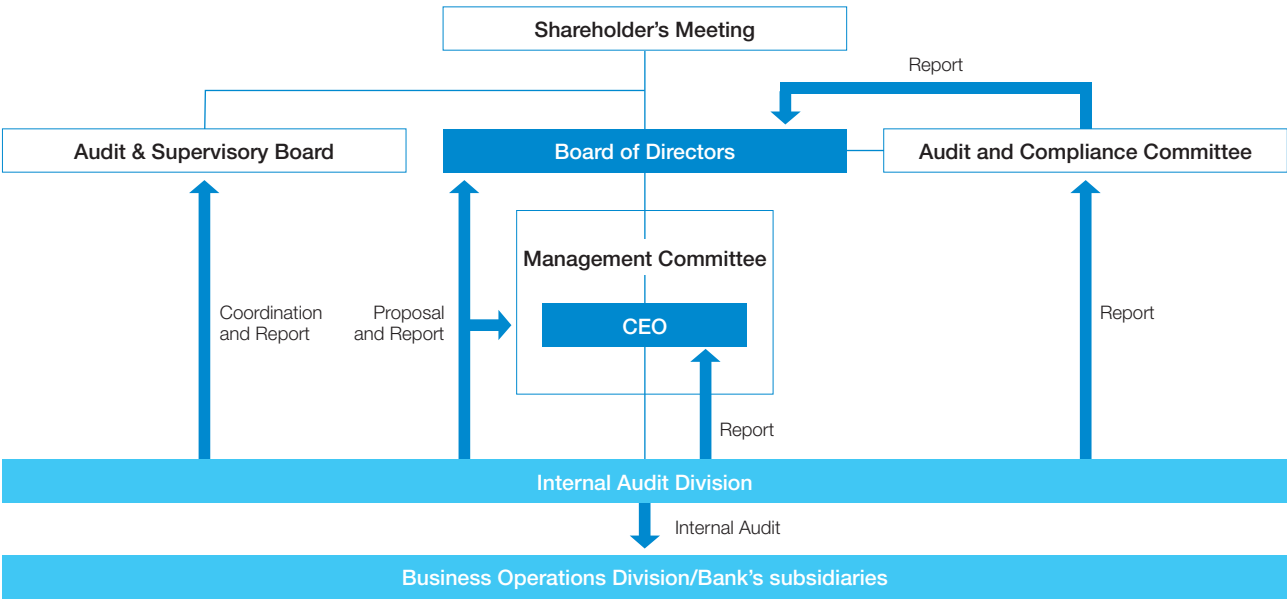 Shareholder's Meeting
Report
Audit & Supervisory Board
Board of Directors
Audit and Compliance Committee
Management Committee
Coordination
and Report
Proposal
and Report
CEO
Report
Report
Internal Audit Division
Internal Audit
Business Operations Division/Bank's subsidiaries